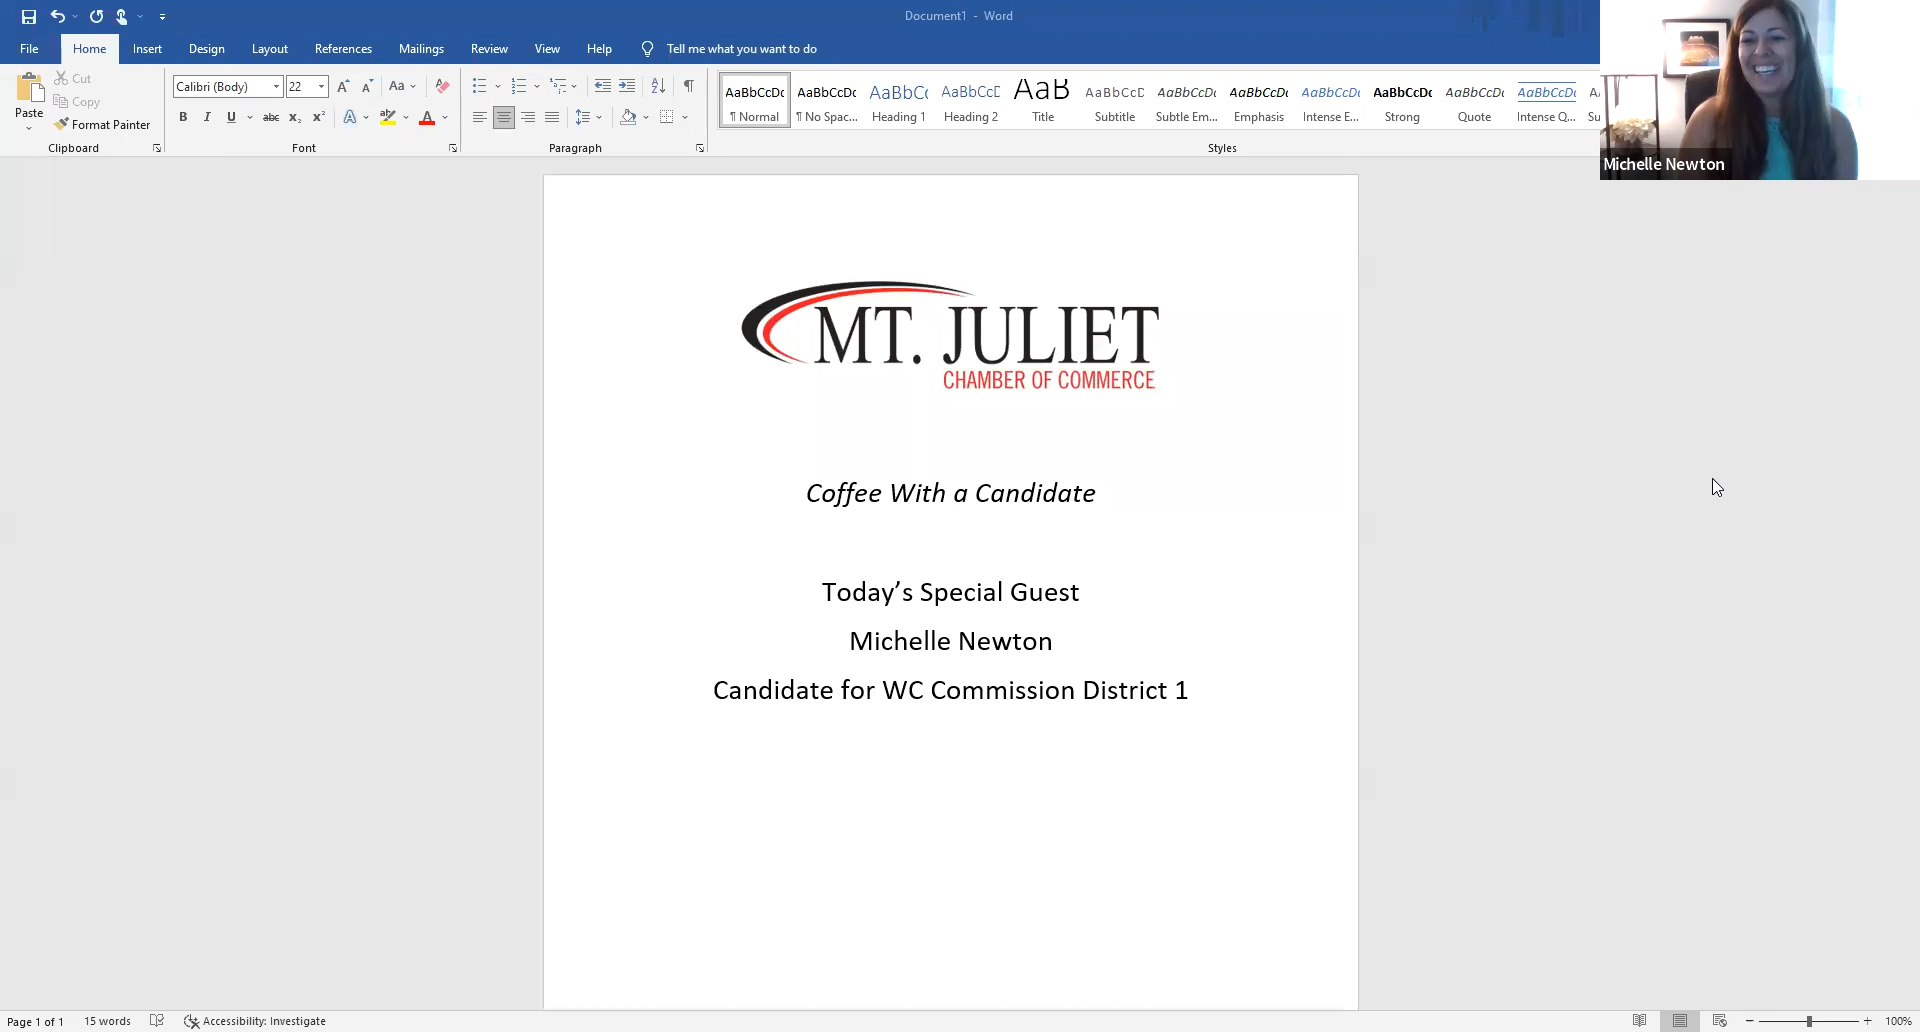 Document1 - Word
File Home Insert Design Layout References Mailings Review View Help Tell me what you want to do
Cut
Copy
Paste
Format Painter
Clipboard
Calibri (Body) 22
Font
Paragraph
AaBbCcDc AaBbCcDc AaBbC( AaBbCcD AaB AaBbCcD AaBbCcDc AaBbCcDc AaBbCcDc AaBbCcDc AaBbCcDc AaBbCcDc
¶ Normal ¶ No Spac... Heading 1 Heading 2 Title Subtitle Subtle Em... Emphasis Intense E... Strong Quote Intense Q... Su
Styles
Michelle Newton
MT. JULIET
CHAMBER OF COMMERCE
Coffee With a Candidate
Today’s Special Guest
Michelle Newton
Candidate for WC Commission District 1
Page 1 of 1 15 words Accessibility: Investigate 100%